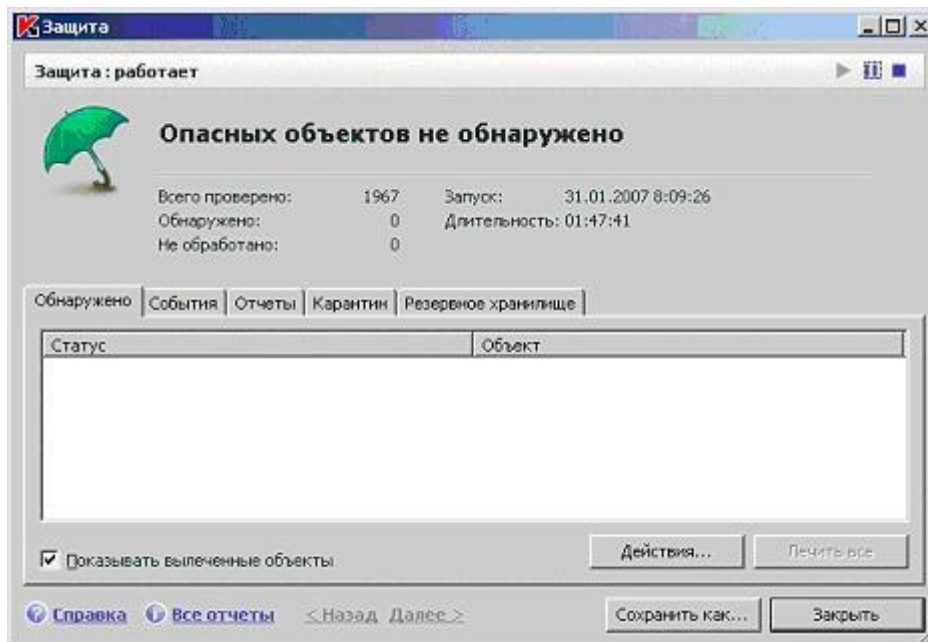 Защита
Защита : работает
Опасных объектов не обнаружено
Всего проверено: 1967 Запуск: 31.01.2007 8:09:26
Обнаружено: 0 Длительность: 01:47:41
Не обработано: 0
Обнаружено События Отчеты Карантин Резервное хранилище
Статус Объект
Показывать вылеченные объекты Действия... Лечить все
Справка Все отчеты < Назад Далее > Сохранить как... Закрыть